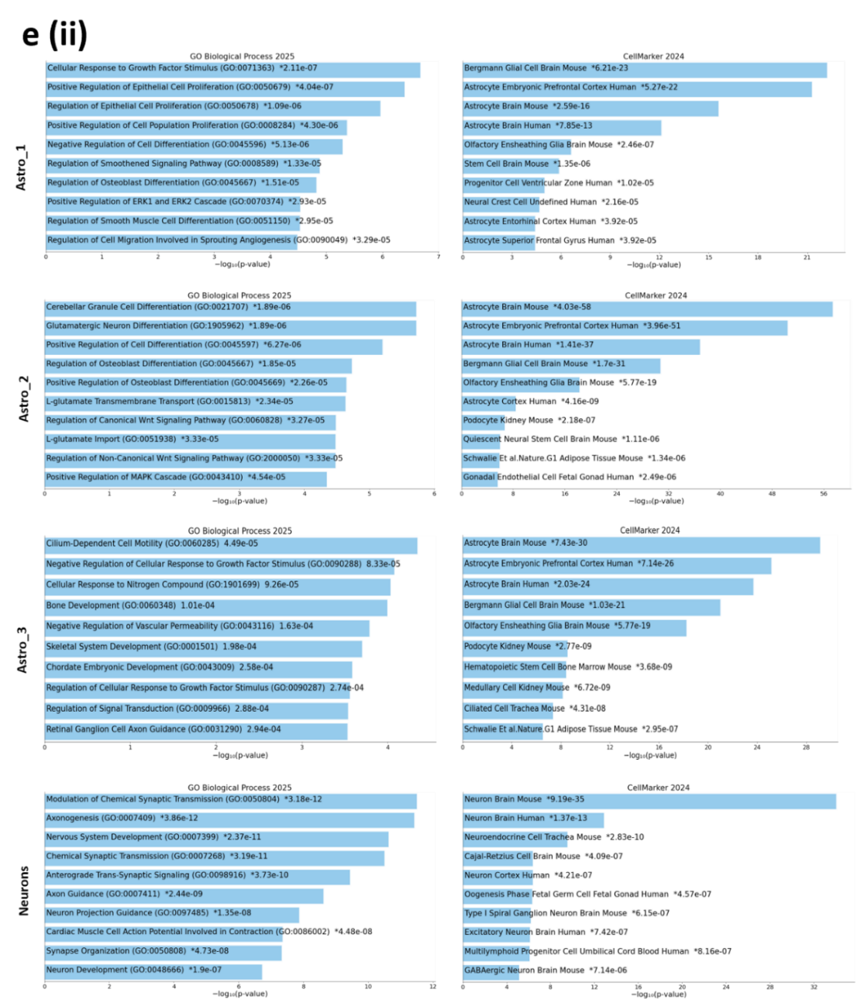 e (ii)
GO Biological Process 2025
Cellular Response to Growth Factor Stimulus (GO:0071363) *2.11e-07
Positive Regulation of Epithelial Cell Proliferation (GO:0050679) *4.04e-07
Regulation of Epithelial Cell Proliferation (GO:0050678) *1.09e-06
Positive Regulation of Cell Population Proliferation (GO:0008284) *4.30e-06
Negative Regulation of Cell Differentiation (GO:0045596) *5.13e-06
Regulation of Smoothened Signaling Pathway (GO:0008589) *1.33e-05
Regulation of Osteoblast Differentiation (GO:0045667) *1.51e-05
Positive Regulation of ERK1 and ERK2 Cascade (GO:0070374) *2.93e-05
Regulation of Smooth Muscle Cell Differentiation (GO:0051150) *2.95e-05
Regulation of Cell Migration Involved in Sprouting Angiogenesis (GO:0090049) *3.29e-05
0 1 2 3 4 5 6 7
−log₁₀(p-value)
Astro_1
CellMarker 2024
Bergmann Glial Cell Brain Mouse *6.21e-23
Astrocyte Embryonic Prefrontal Cortex Human *5.27e-22
Astrocyte Brain Mouse *2.59e-16
Astrocyte Brain Human *7.85e-13
Olfactory Ensheathing Glia Brain Mouse *2.46e-07
Stem Cell Brain Mouse *1.35e-06
Progenitor Cell Ventricular Zone Human *1.02e-05
Neural Crest Cell Undefined Human *2.16e-05
Astrocyte Entorhinal Cortex Human *3.92e-05
Astrocyte Superior Frontal Gyrus Human *3.92e-05
0 3 6 9 12 15 18 21
−log₁₀(p-value)
GO Biological Process 2025
Cerebellar Granule Cell Differentiation (GO:0021707) *1.89e-06
Glutamatergic Neuron Differentiation (GO:1905962) *1.89e-06
Positive Regulation of Cell Differentiation (GO:0045597) *6.27e-06
Regulation of Osteoblast Differentiation (GO:0045667) *1.85e-05
Positive Regulation of Osteoblast Differentiation (GO:0045669) *2.26e-05
L-glutamate Transmembrane Transport (GO:0015813) *2.34e-05
Regulation of Canonical Wnt Signaling Pathway (GO:0060828) *3.27e-05
L-glutamate Import (GO:0051938) *3.33e-05
Regulation of Non-Canonical Wnt Signaling Pathway (GO:2000050) *3.33e-05
Positive Regulation of MAPK Cascade (GO:0043410) *4.54e-05
0 1 2 3 4 5 6
−log₁₀(p-value)
Astro_2
CellMarker 2024
Astrocyte Brain Mouse *4.03e-58
Astrocyte Embryonic Prefrontal Cortex Human *3.96e-51
Astrocyte Brain Human *1.41e-37
Bergmann Glial Cell Brain Mouse *1.7e-31
Olfactory Ensheathing Glia Brain Mouse *5.77e-19
Astrocyte Cortex Human *4.16e-09
Podocyte Kidney Mouse *2.18e-07
Quiescent Neural Stem Cell Brain Mouse *1.11e-06
Schwalie Et al.Nature.G1 Adipose Tissue Mouse *1.34e-06
Gonadal Endothelial Cell Fetal Gonad Human *2.49e-06
0 8 16 24 32 40 48 56
−log₁₀(p-value)
GO Biological Process 2025
Cilium-Dependent Cell Motility (GO:0060285) 4.49e-05
Negative Regulation of Cellular Response to Growth Factor Stimulus (GO:0090288) 8.33e-05
Cellular Response to Nitrogen Compound (GO:1901699) 9.26e-05
Bone Development (GO:0060348) 1.01e-04
Negative Regulation of Vascular Permeability (GO:0043116) 1.63e-04
Skeletal System Development (GO:0001501) 1.98e-04
Chordate Embryonic Development (GO:0043009) 2.58e-04
Regulation of Cellular Response to Growth Factor Stimulus (GO:0090287) 2.74e-04
Regulation of Signal Transduction (GO:0009966) 2.88e-04
Retinal Ganglion Cell Axon Guidance (GO:0031290) 2.94e-04
0 1 2 3 4
−log₁₀(p-value)
Astro_3
CellMarker 2024
Astrocyte Brain Mouse *7.43e-30
Astrocyte Embryonic Prefrontal Cortex Human *7.14e-26
Astrocyte Brain Human *2.03e-24
Bergmann Glial Cell Brain Mouse *1.03e-21
Olfactory Ensheathing Glia Brain Mouse *5.77e-19
Podocyte Kidney Mouse *2.77e-09
Hematopoietic Stem Cell Bone Marrow Mouse *3.68e-09
Medullary Cell Kidney Mouse *6.72e-09
Ciliated Cell Trachea Mouse *4.31e-08
Schwalie Et al.Nature.G1 Adipose Tissue Mouse *2.95e-07
0 4 8 12 16 20 24 28
−log₁₀(p-value)
GO Biological Process 2025
Modulation of Chemical Synaptic Transmission (GO:0050804) *3.18e-12
Axonogenesis (GO:0007409) *3.86e-12
Nervous System Development (GO:0007399) *2.37e-11
Chemical Synaptic Transmission (GO:0007268) *3.19e-11
Anterograde Trans-Synaptic Signaling (GO:0098916) *3.73e-10
Axon Guidance (GO:0007411) *2.44e-09
Neuron Projection Guidance (GO:0097485) *1.35e-08
Cardiac Muscle Cell Action Potential Involved in Contraction (GO:0086002) *4.48e-08
Synapse Organization (GO:0050808) *4.73e-08
Neuron Development (GO:0048666) *1.9e-07
0 2 4 6 8 10 12
−log₁₀(p-value)
Neurons
CellMarker 2024
Neuron Brain Mouse *9.19e-35
Neuron Brain Human *1.37e-13
Neuroendocrine Cell Trachea Mouse *2.83e-10
Cajal-Retzius Cell Brain Mouse *4.09e-07
Neuron Cortex Human *4.21e-07
Oogenesis Phase Fetal Germ Cell Fetal Gonad Human *4.57e-07
Type I Spiral Ganglion Neuron Brain Mouse *6.15e-07
Excitatory Neuron Brain Human *7.42e-07
Multilymphoid Progenitor Cell Umbilical Cord Blood Human *8.16e-07
GABAergic Neuron Brain Mouse *7.14e-06
0 4 8 12 16 20 24 28 32
−log₁₀(p-value)